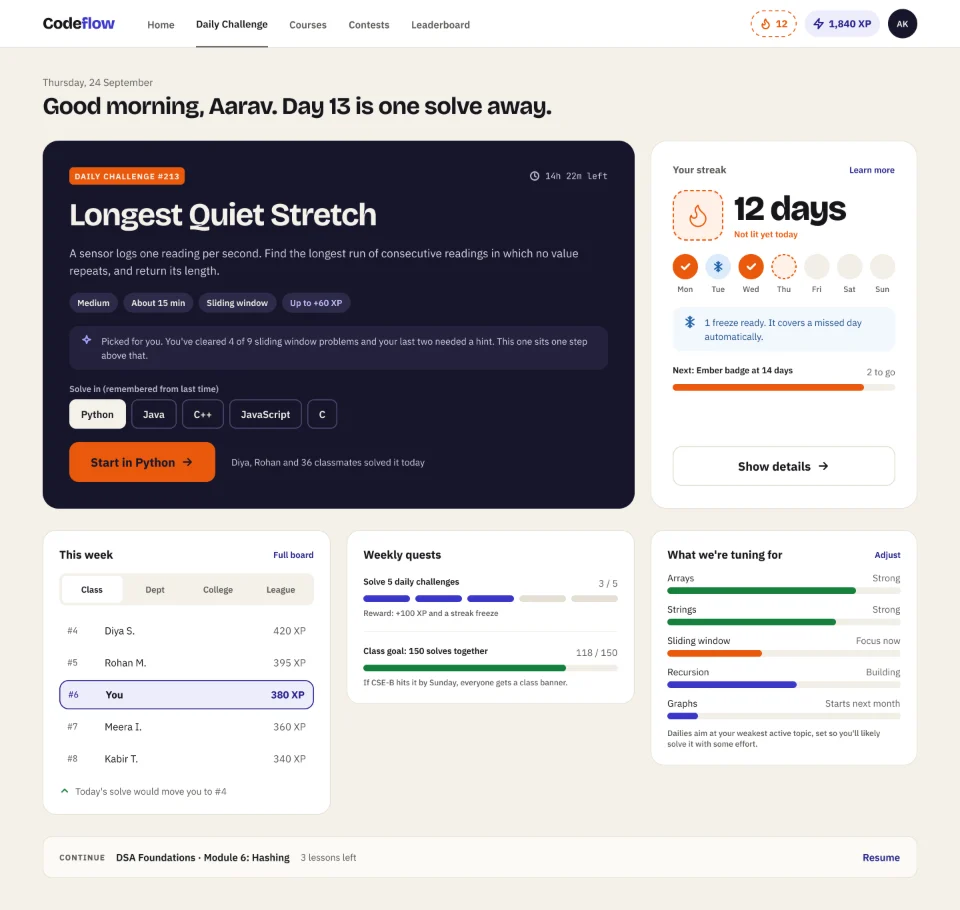 Codeflow
Home
Daily Challenge
Courses
Contests
Leaderboard
12
1,840 XP
AK
Thursday, 24 September
Good morning, Aarav. Day 13 is one solve away.
DAILY CHALLENGE #213
14h 22m left
Longest Quiet Stretch
A sensor logs one reading per second. Find the longest run of consecutive readings in which no value
repeats, and return its length.
Medium
About 15 min
Sliding window
Up to +60 XP
Picked for you. You've cleared 4 of 9 sliding window problems and your last two needed a hint. This one sits one step
above that.
Solve in (remembered from last time)
Python
Java
C++
JavaScript
C
Start in Python →
Diya, Rohan and 36 classmates solved it today
Your streak
Learn more
12 days
Not lit yet today
Mon
Tue
Wed
Thu
Fri
Sat
Sun
1 freeze ready. It covers a missed day
automatically.
Next: Ember badge at 14 days
2 to go
Show details →
This week
Full board
Class
Dept
College
League
#4 Diya S. 420 XP
#5 Rohan M. 395 XP
#6 You 380 XP
#7 Meera I. 360 XP
#8 Kabir T. 340 XP
Today's solve would move you to #4
Weekly quests
Solve 5 daily challenges
3 / 5
Reward: +100 XP and a streak freeze
Class goal: 150 solves together
118 / 150
If CSE-B hits it by Sunday, everyone gets a class banner.
What we're tuning for
Adjust
Arrays
Strong
Strings
Strong
Sliding window
Focus now
Recursion
Building
Graphs
Starts next month
Dailies aim at your weakest active topic, set so you'll likely
solve it with some effort.
CONTINUE
DSA Foundations · Module 6: Hashing
3 lessons left
Resume